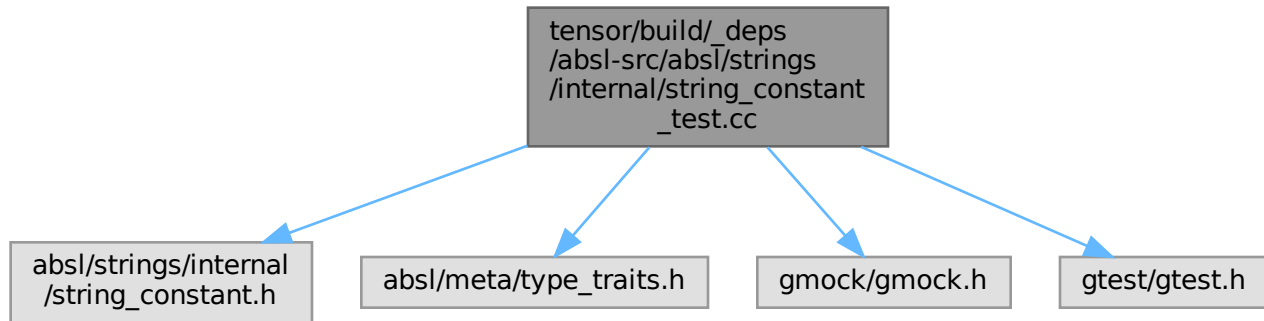 tensor/build/_deps
/absl-src/absl/strings
/internal/string_constant
_test.cc
absl/strings/internal
/string_constant.h
absl/meta/type_traits.h
gmock/gmock.h
gtest/gtest.h